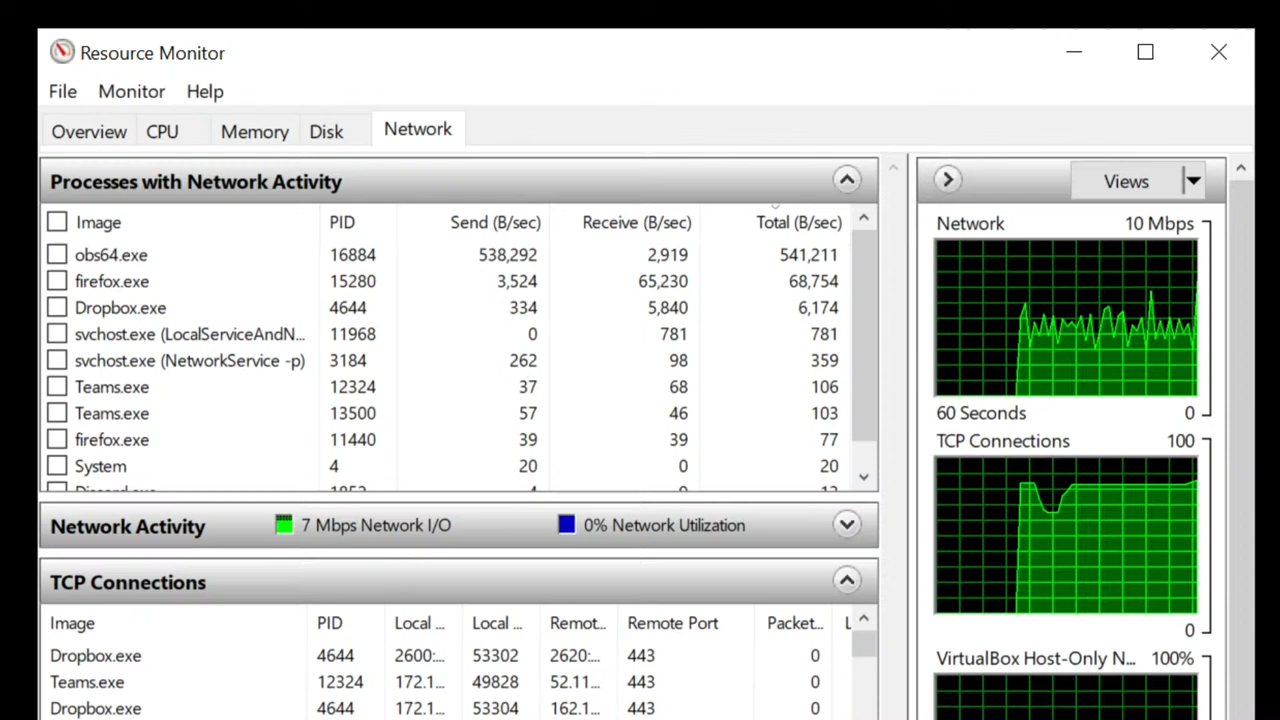 Resource Monitor
File Monitor Help
Overview CPU Memory Disk Network
Processes with Network Activity
Image PID Send (B/sec) Receive (B/sec) Total (B/sec)
obs64.exe 16884 538,292 2,919 541,211
firefox.exe 15280 3,524 65,230 68,754
Dropbox.exe 4644 334 5,840 6,174
svchost.exe (LocalServiceAndN... 11968 0 781 781
svchost.exe (NetworkService -p) 3184 262 98 359
Teams.exe 12324 37 68 106
Teams.exe 13500 57 46 103
firefox.exe 11440 39 39 77
System 4 20 0 20
Network Activity 7 Mbps Network I/O 0% Network Utilization
TCP Connections
Image PID Local ... Local ... Remot... Remote Port Packet... L
Dropbox.exe 4644 2600:... 53302 2620:... 443 0
Teams.exe 12324 172.1... 49828 52.11... 443 0
Dropbox.exe 4644 172.1... 53304 162.1... 443 0
Views
Network 10 Mbps
60 Seconds 0
TCP Connections 100
0
VirtualBox Host-Only N... 100%